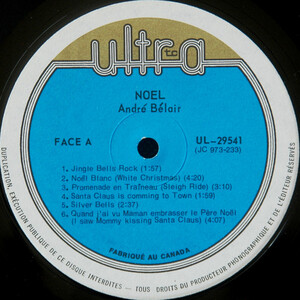 ultra
NOEL
André Bélair
FACE A
UL-29541
(JC 973-233)
1- Jingle Bells Rock (1:57)
2- Noël Blanc (White Christmas) (4:20)
3- Promenade en Traîneau (Sleigh Ride) (3:10)
4- Santa Claus is comming to Town (1:59)
5- Silver Bells
6- Quand j'ai vu Maman embrasser le Père Noël
(I saw Mommy kissing Santa Claus) (4:07)
FABRIQUÉ AU CANADA
DUPLICATION, EXÉCUTION PUBLIQUE DE CE DISQUE INTERDITES - TOUS DROITS DU PRODUCTEUR PHONOGRAPHIQUE ET DE L'ÉDITEUR RÉSERVÉS